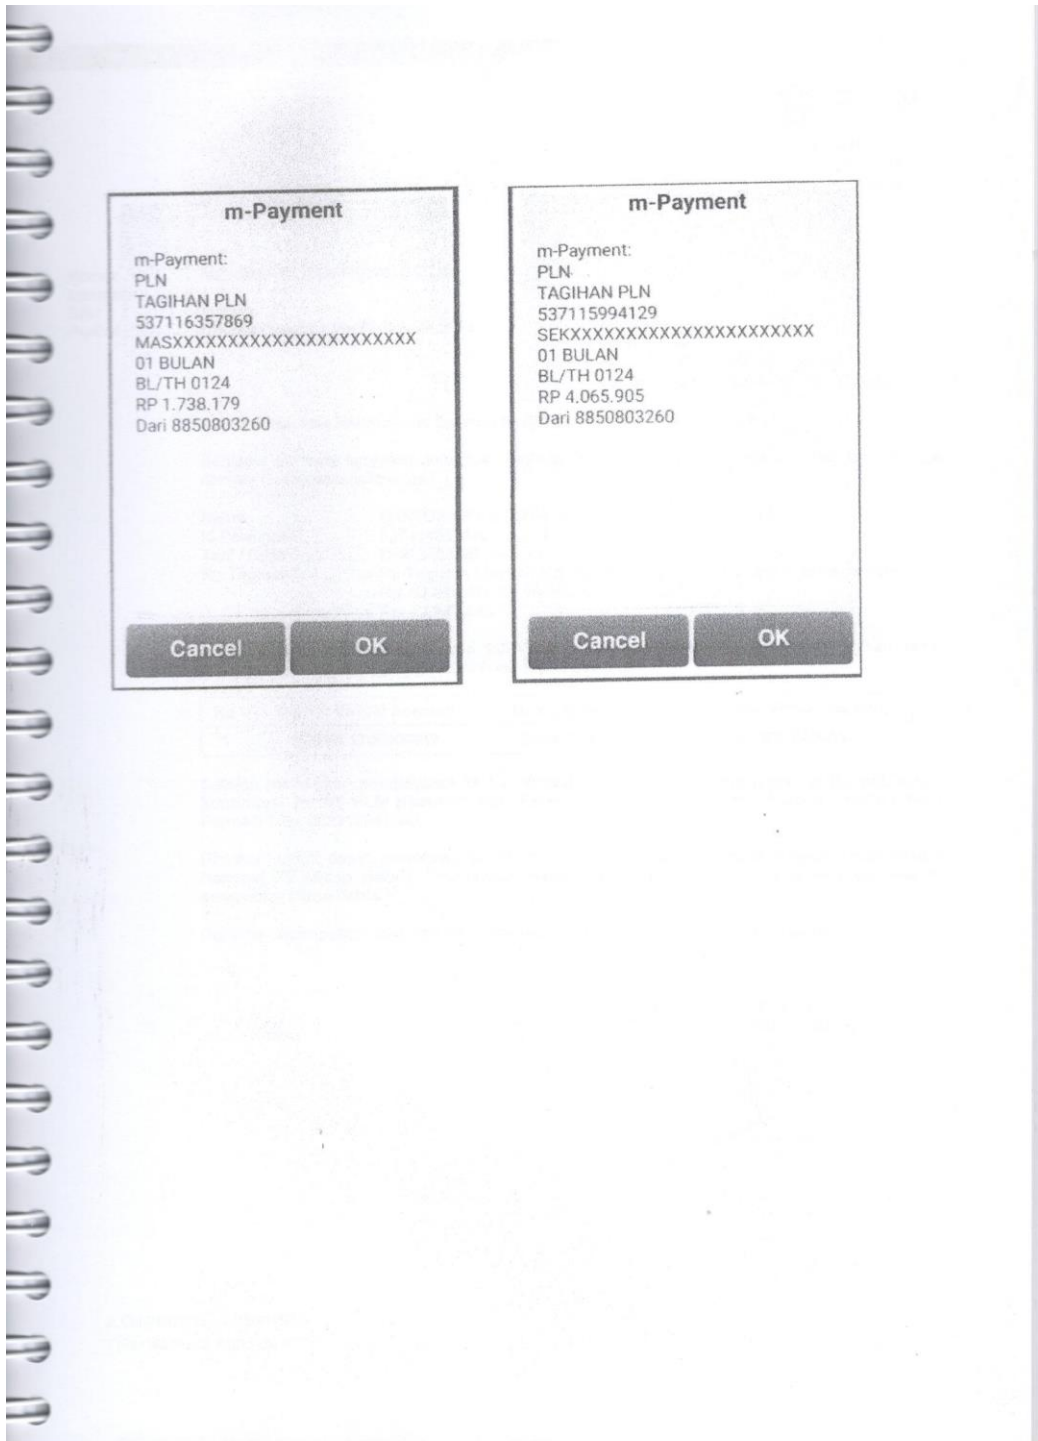 m-Payment
m-Payment:
PLN
TAGIHAN PLN
537116357869
MASXXXXXXXXXXXXXXXXXXXXXX
01 BULAN
BL/TH 0124
RP 1.738.179
Dari 8850803260
Cancel
OK
m-Payment
m-Payment:
PLN
TAGIHAN PLN
537115994129
SEKXXXXXXXXXXXXXXXXXXXXXX
01 BULAN
BL/TH 0124
RP 4.065.905
Dari 8850803260
Cancel
OK